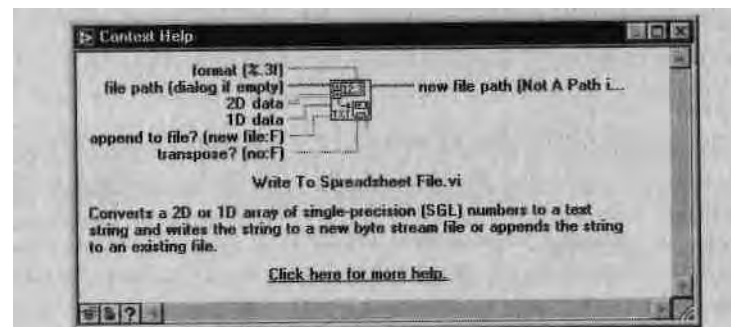 Context Help
format (%.3f)
file path (dialog if empty)
new file path (Not A Path i...
2D data
1D data
append to file? (new file:F)
transpose? (no:F)
Write To Spreadsheet File.vi
Converts a 2D or 1D array of single-precision (SGL) numbers to a text
string and writes the string to a new byte stream file or appends the string
to an existing file.
Click here for more help.
?